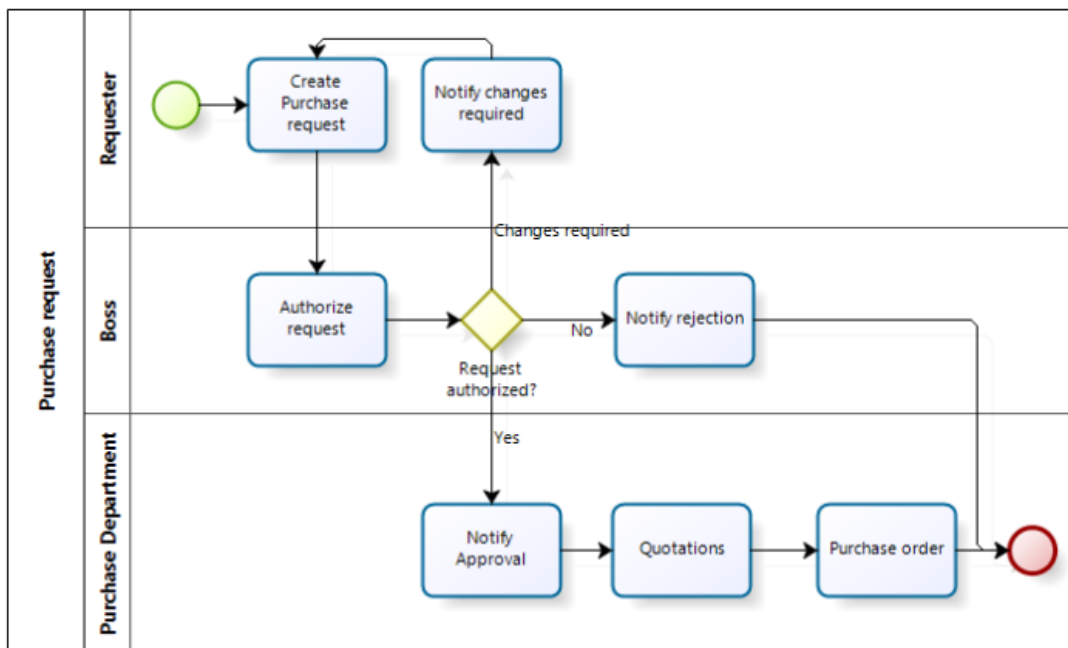 Purchase request
Requester
Create
Purchase
request
Notify changes
required
Changes required
Boss
Authorize
request
Request
authorized?
No
Notify rejection
Yes
Purchase Department
Notify
Approval
Quotations
Purchase order